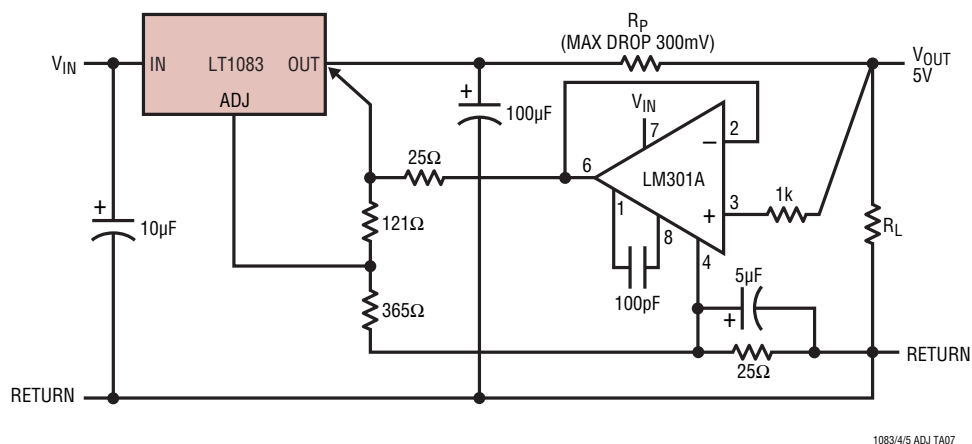 R_P
(MAX DROP 300mV)
V_IN
IN
LT1083
OUT
V_OUT
5V
ADJ
+
100µF
V_IN
7
2
–
25Ω
6
LM301A
+
10µF
121Ω
1
8
+
3
1k
R_L
4
365Ω
100pF
5µF
+
25Ω
RETURN
RETURN
1083/4/5 ADJ TA07